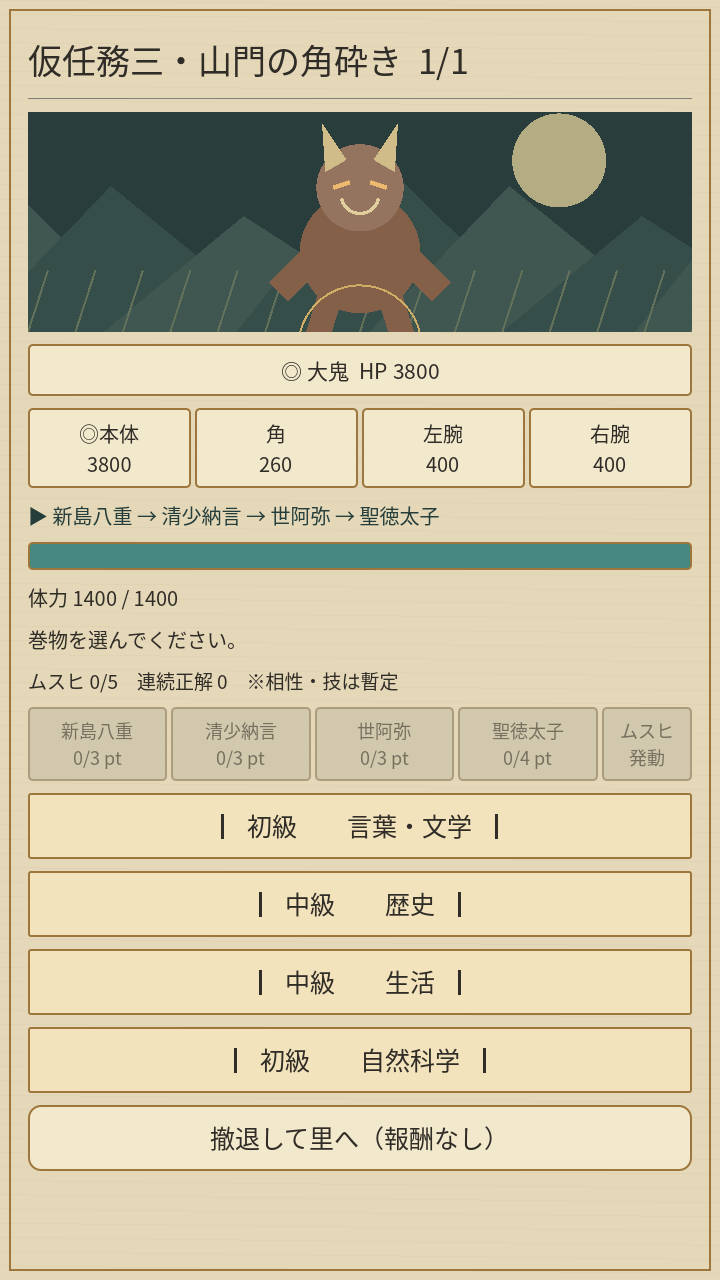 仮任務三・山門の角砕き 1/1
◎ 大鬼 HP 3800
◎本体
3800
角
260
左腕
400
右腕
400
▶ 新島八重 → 清少納言 → 世阿弥 → 聖徳太子
体力 1400 / 1400
巻物を選んでください。
ムスヒ 0/5 連続正解 0 ※相性・技は暫定
新島八重
0/3 pt
清少納言
0/3 pt
世阿弥
0/3 pt
聖徳太子
0/4 pt
ムスヒ
発動
┃ 初級 言葉・文学 ┃
┃ 中級 歴史 ┃
┃ 中級 生活 ┃
┃ 初級 自然科学 ┃
撤退して里へ（報酬なし）